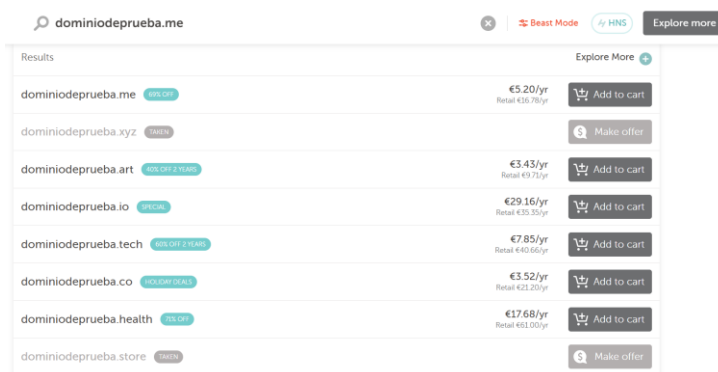 dominiodeprueba.me Beast Mode HNS Explore more
Results Explore More
dominiodeprueba.me 69% OFF €5.20/yr Add to cart
Retail €16.78/yr
dominiodeprueba.xyz TAKEN Make offer
dominiodeprueba.art 40% OFF 2 YEARS €3.43/yr Add to cart
Retail €9.71/yr
dominiodeprueba.io SPECIAL €29.16/yr Add to cart
Retail €35.35/yr
dominiodeprueba.tech 60% OFF 2 YEARS €7.85/yr Add to cart
Retail €40.66/yr
dominiodeprueba.co HOLIDAY DEALS €3.52/yr Add to cart
Retail €21.20/yr
dominiodeprueba.health 71% OFF €17.68/yr Add to cart
Retail €61.00/yr
dominiodeprueba.store TAKEN Make offer